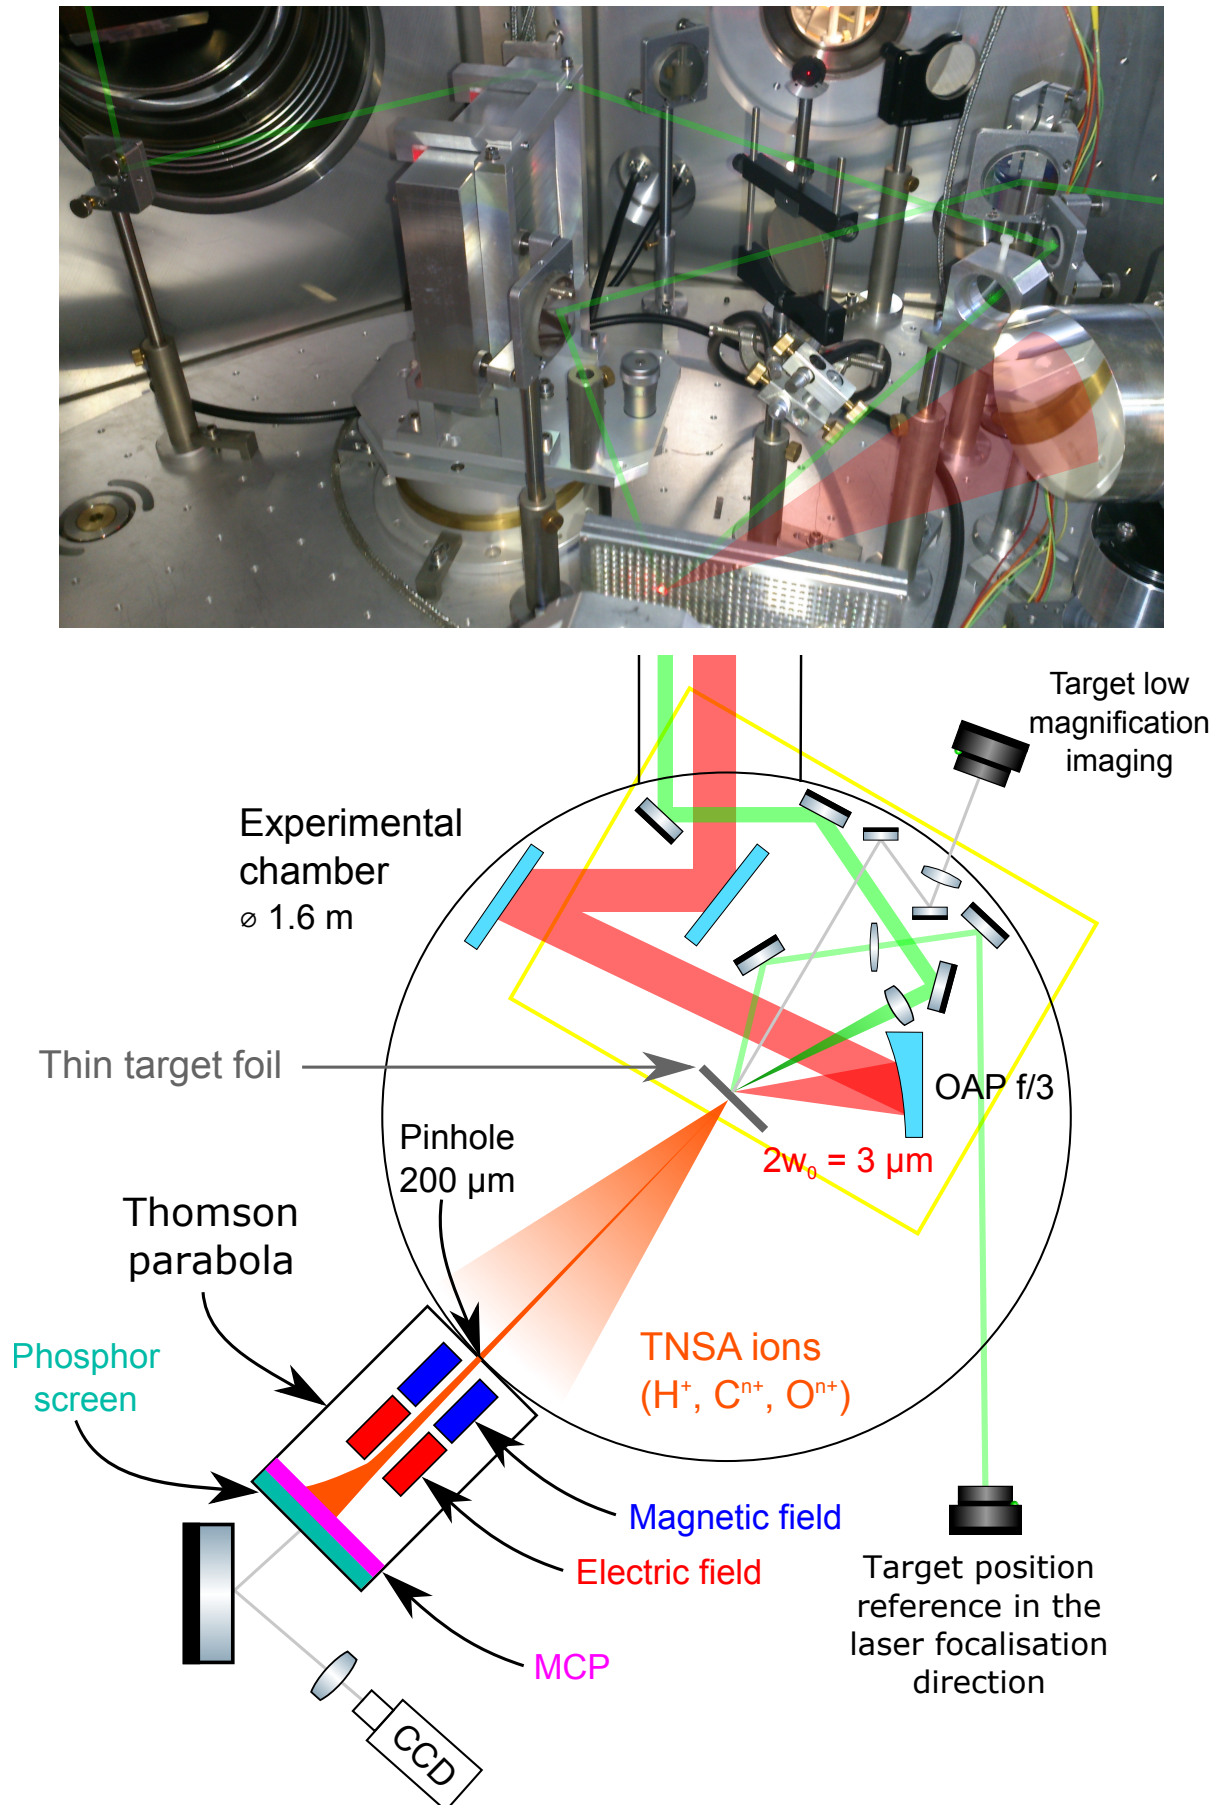 Target low
magnification
imaging
Experimental
chamber
⌀ 1.6 m
Thin target foil
OAP f/3
Pinhole
200 µm
2w₀ = 3 µm
Thomson
parabola
Phosphor
screen
TNSA ions
(H⁺, Cⁿ⁺, Oⁿ⁺)
Magnetic field
Electric field
Target position
reference in the
laser focalisation
direction
MCP
CCD